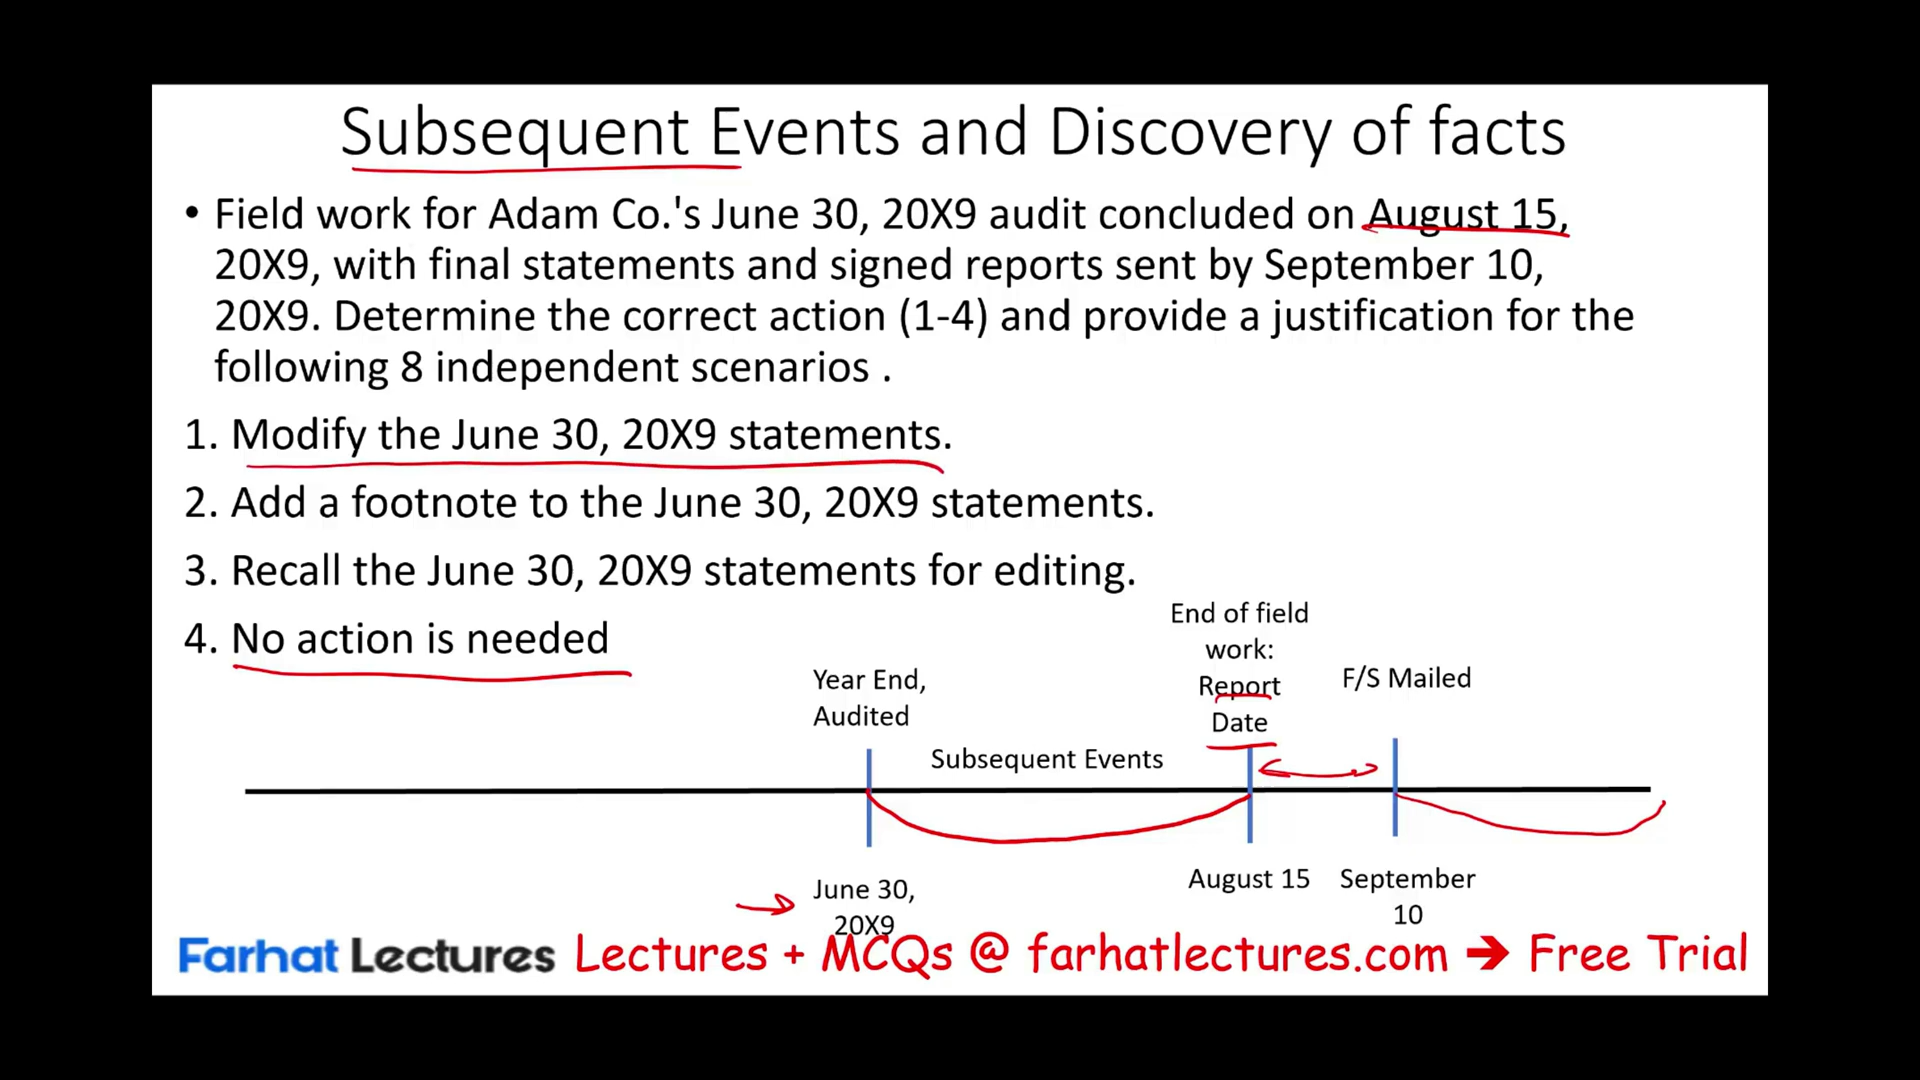 Subsequent Events and Discovery of facts
• Field work for Adam Co.'s June 30, 20X9 audit concluded on August 15,
20X9, with final statements and signed reports sent by September 10,
20X9. Determine the correct action (1-4) and provide a justification for the
following 8 independent scenarios .
1. Modify the June 30, 20X9 statements.
2. Add a footnote to the June 30, 20X9 statements.
3. Recall the June 30, 20X9 statements for editing.
4. No action is needed
Year End,
Audited
Subsequent Events
End of field
work:
Report
Date
F/S Mailed
June 30,
20X9
August 15
September
10
Farhat Lectures Lectures + MCQs @ farhatlectures.com ➔ Free Trial